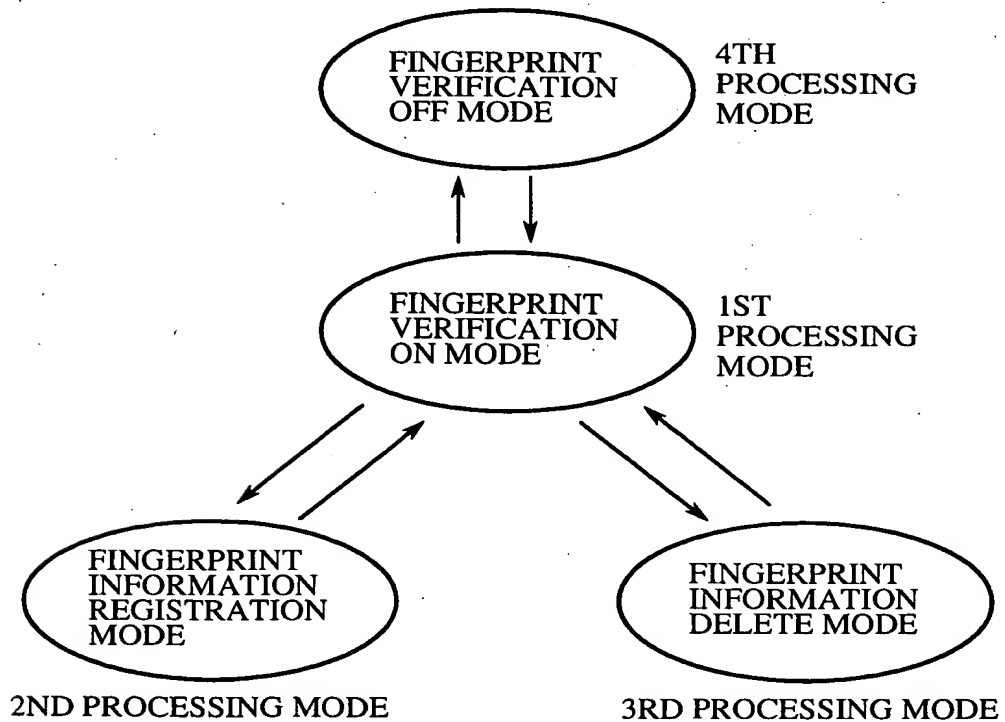 FINGERPRINT
VERIFICATION
OFF MODE
4TH
PROCESSING
MODE
FINGERPRINT
VERIFICATION
ON MODE
1ST
PROCESSING
MODE
FINGERPRINT
INFORMATION
REGISTRATION
MODE
2ND PROCESSING MODE
FINGERPRINT
INFORMATION
DELETE MODE
3RD PROCESSING MODE